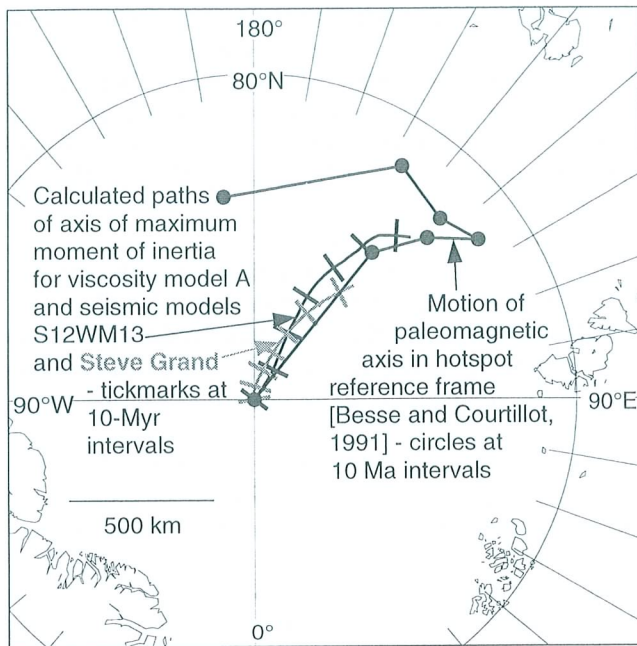 180°
80°N
Calculated paths
of axis of maximum
moment of inertia
for viscosity model A
and seismic models
S12WM13
and Steve Grand
- tickmarks at
10-Myr
intervals
Motion of
paleomagnetic
axis in hotspot
reference frame
[Besse and Courtillot,
1991] - circles at
10 Ma intervals
90°W
90°E
500 km
0°